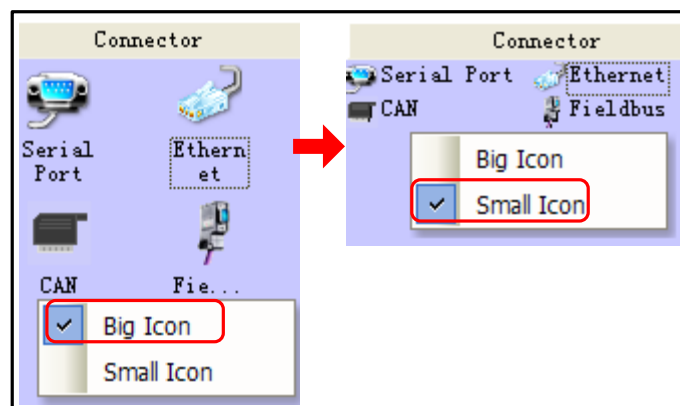 Connector
Serial
Port
Ethern
et
CAN
Fie...
Big Icon
Small Icon
Connector
Serial Port
Ethernet
CAN
Fieldbus
Big Icon
Small Icon